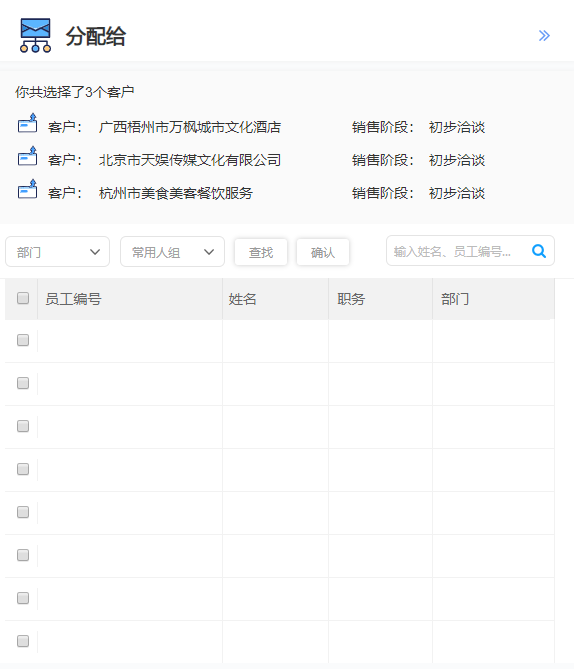 分配给
你共选择了3个客户
客户： 广西梧州市万枫城市文化酒店 销售阶段： 初步洽谈
客户： 北京市天娱传媒文化有限公司 销售阶段： 初步洽谈
客户： 杭州市美食美客餐饮服务 销售阶段： 初步洽谈
部门 常用人组 查找 确认 输入姓名、员工编号...
员工编号 姓名 职务 部门